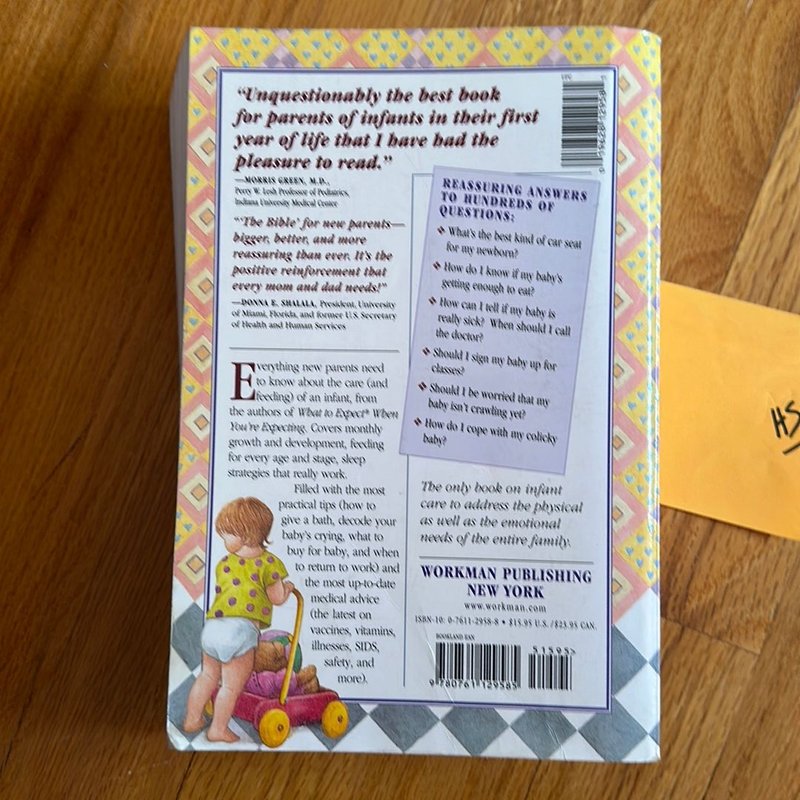 “Unquestionably the best book
for parents of infants in their first
year of life that I have had the
pleasure to read.”
—MORRIS GREEN, M.D.,
Perry W. Lesh Professor of Pediatrics,
Indiana University Medical Center
“‘The Bible’ for new parents—
bigger, better, and more
reassuring than ever. It’s the
positive reinforcement that
every mom and dad needs!”
—DONNA E. SHALALA, President, University
of Miami, Florida, and former U.S. Secretary
of Health and Human Services
Everything new parents need
to know about the care (and
feeding) of an infant, from
the authors of What to Expect® When
You’re Expecting. Covers monthly
growth and development, feeding
for every age and stage, sleep
strategies that really work.
Filled with the most
practical tips (how to
give a bath, decode your
baby’s crying, what to
buy for baby, and when
to return to work) and
the most up-to-date
medical advice
(the latest on
vaccines, vitamins,
illnesses, SIDS,
safety, and
more).
REASSURING ANSWERS
TO HUNDREDS OF
QUESTIONS:
❖ What’s the best kind of car seat
for my newborn?
❖ How do I know if my baby’s
getting enough to eat?
❖ How can I tell if my baby is
really sick? When should I call
the doctor?
❖ Should I sign my baby up for
classes?
❖ Should I be worried that my
baby isn’t crawling yet?
❖ How do I cope with my colicky
baby?
The only book on infant
care to address the physical
as well as the emotional
needs of the entire family.
WORKMAN PUBLISHING
NEW YORK
www.workman.com
ISBN-10: 0-7611-2958-8 • $15.95 U.S./$23.95 CAN.
BOOKLAND EAN
51595>
9 780761 129585
HS